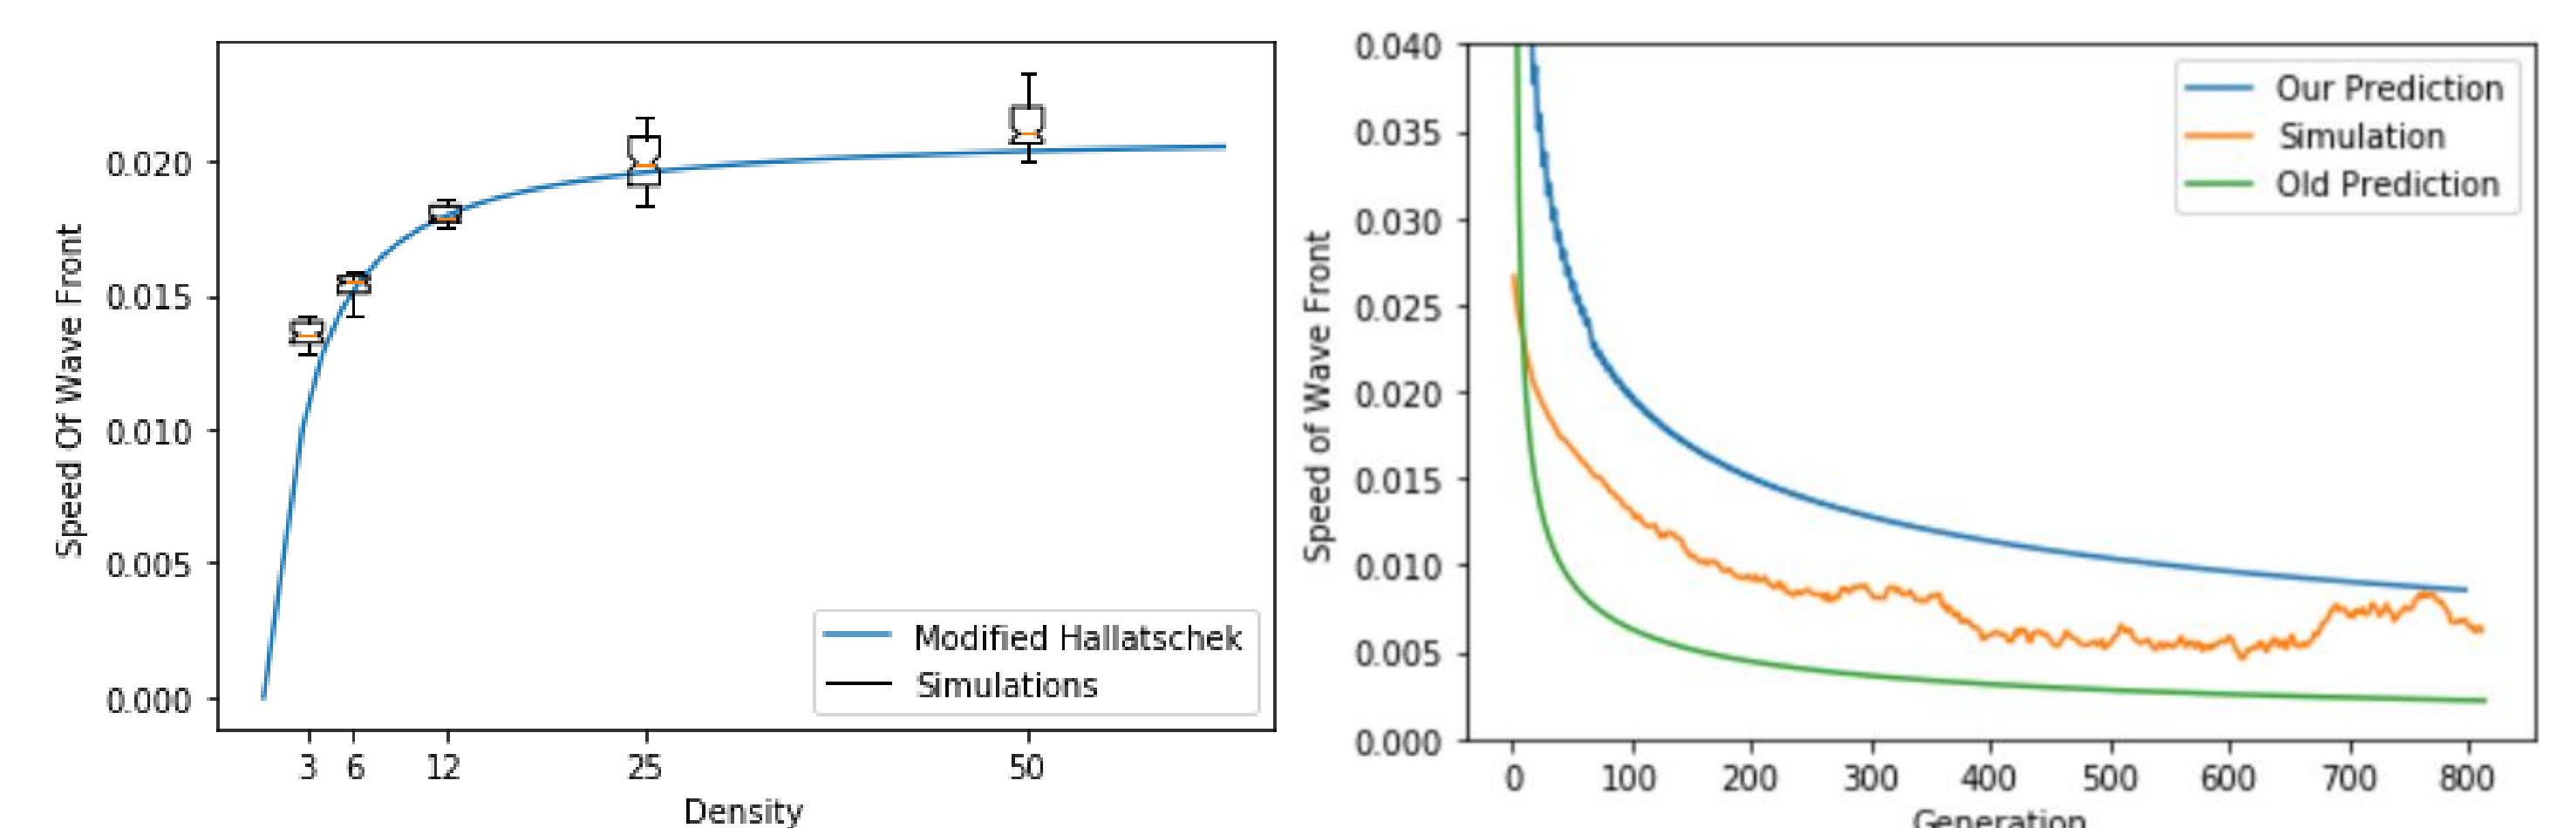 Speed Of Wave Front
0.020
0.015
0.010
0.005
0.000
3 6 12 25 50
Density
Modified Hallatschek
Simulations
Speed of Wave Front
0.040
0.035
0.030
0.025
0.020
0.015
0.010
0.005
0.000
0 100 200 300 400 500 600 700 800
Generation
Our Prediction
Simulation
Old Prediction